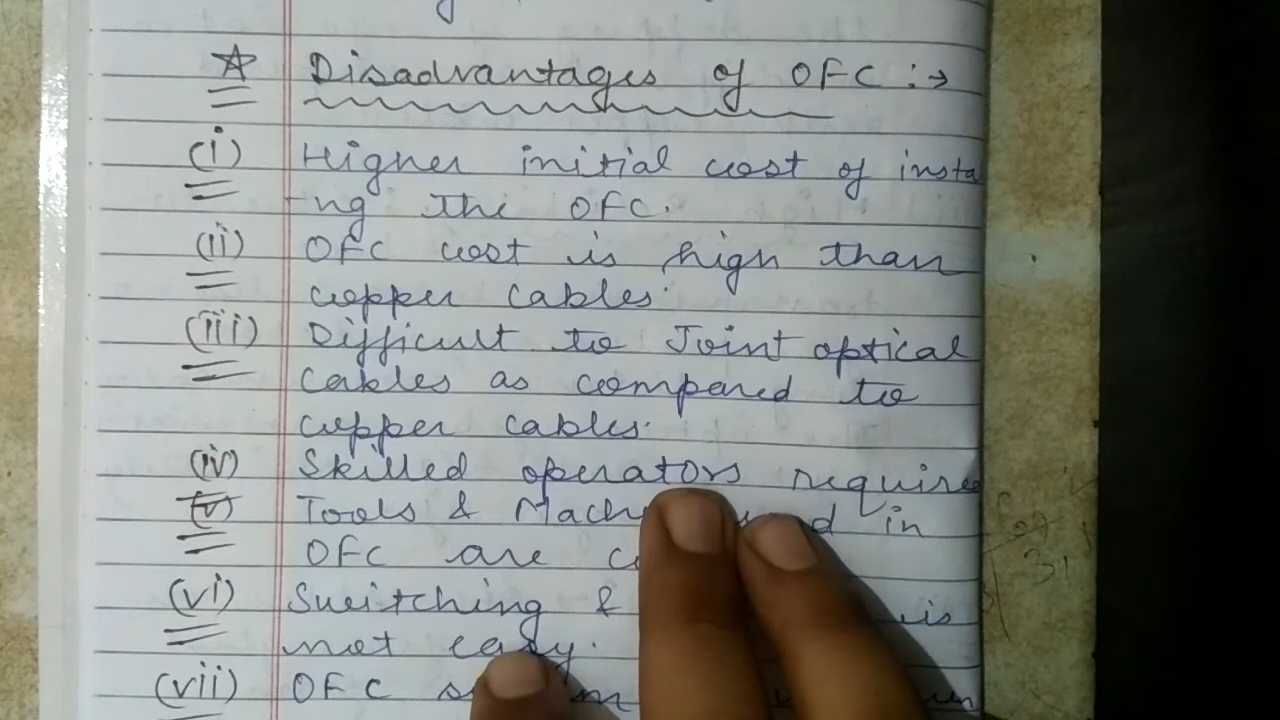 ☆ Disadvantages of OFC :→
(i) Higher initial cost of insta
-ng the OFC.
(ii) OFC cost is high than
copper cables.
(iii) Difficult to Joint optical
cables as compared to
copper cables.
(iv) Skilled operators require
(v) Tools & in
OFC are
(vi) Switching & is
not easy.
(vii) OFC